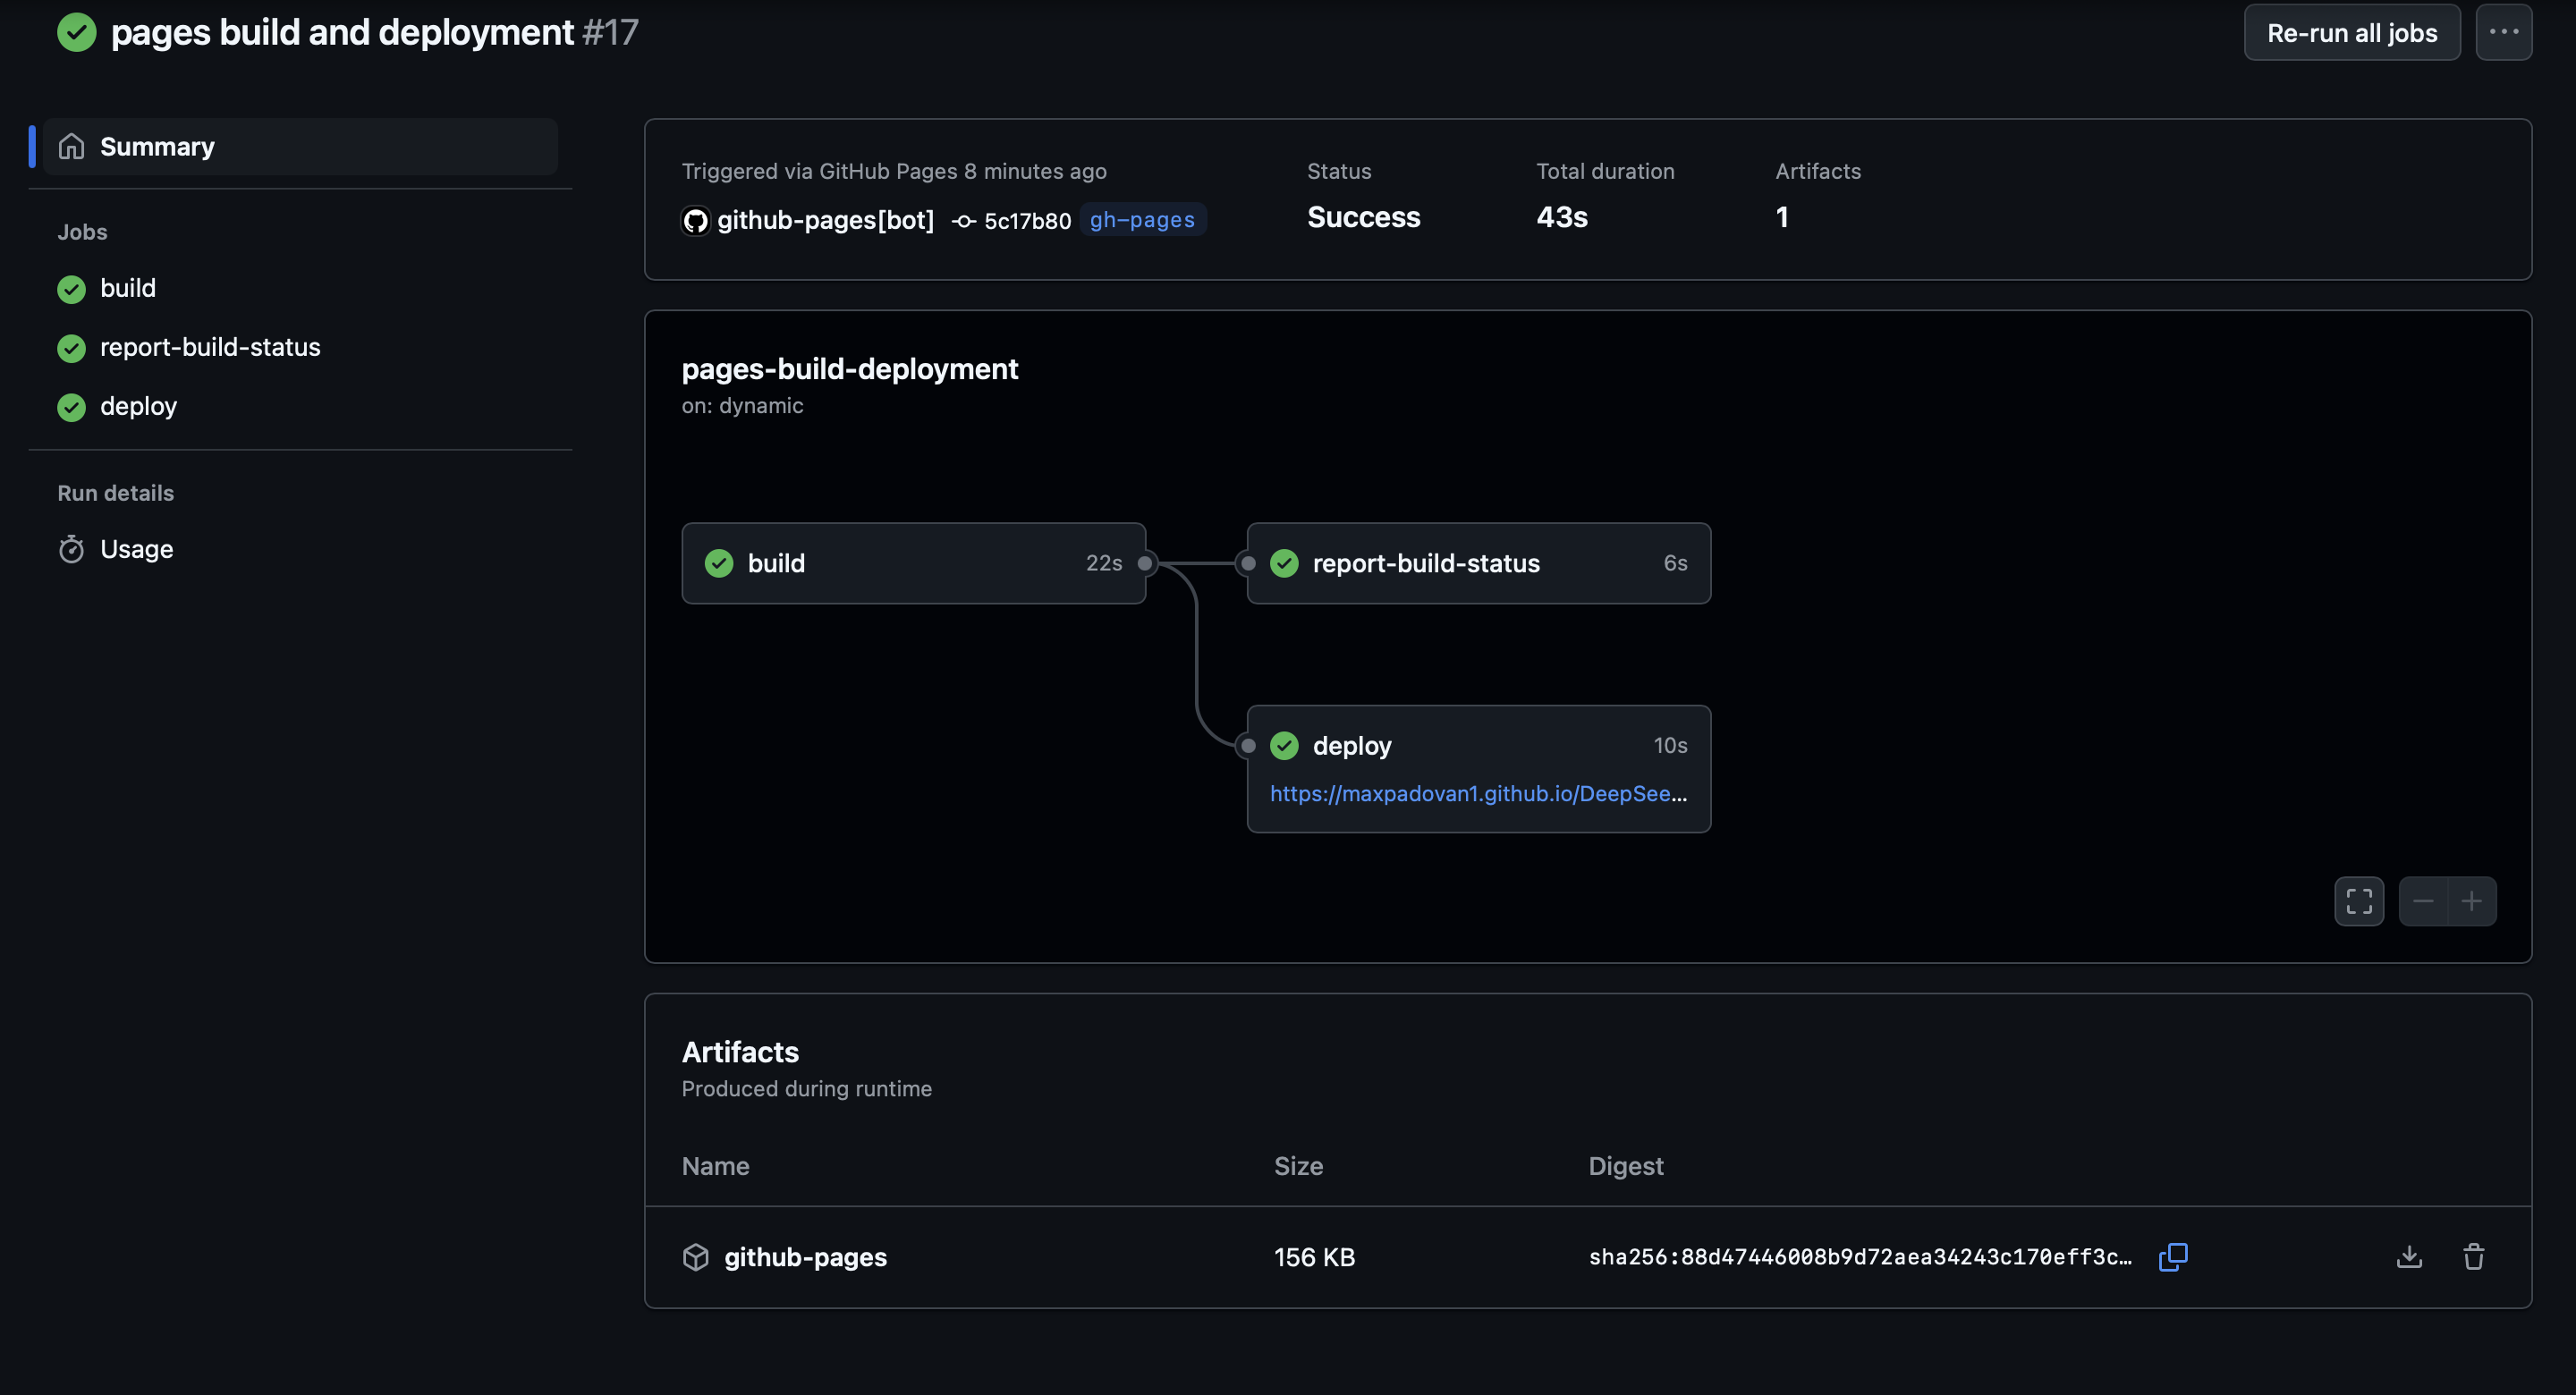 pages build and deployment #17
Re-run all jobs
Summary
Jobs
build
report-build-status
deploy
Run details
Usage
Triggered via GitHub Pages 8 minutes ago
github-pages[bot] 5c17b80 gh-pages
Status
Success
Total duration
43s
Artifacts
1
pages-build-deployment
on: dynamic
build 22s
report-build-status 6s
deploy 10s
https://maxpadovan1.github.io/DeepSee...
Artifacts
Produced during runtime
Name Size Digest
github-pages 156 KB sha256:88d47446008b9d72aea34243c170eff3c…